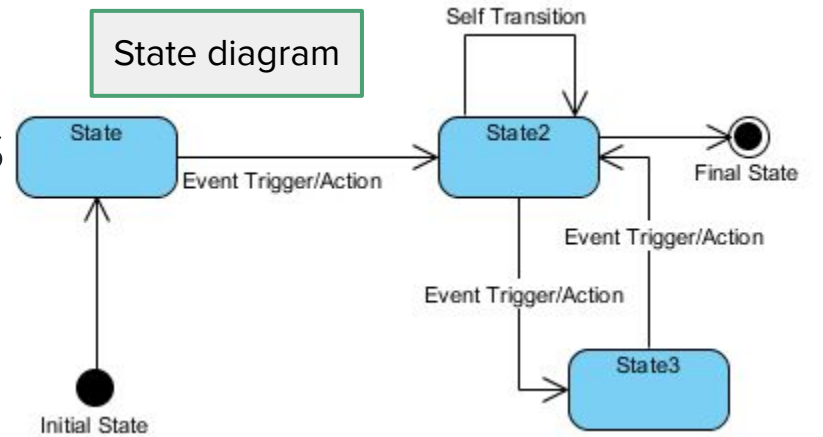 Self Transition
State diagram
State
State2
Final State
Event Trigger/Action
Event Trigger/Action
Event Trigger/Action
State3
Initial State